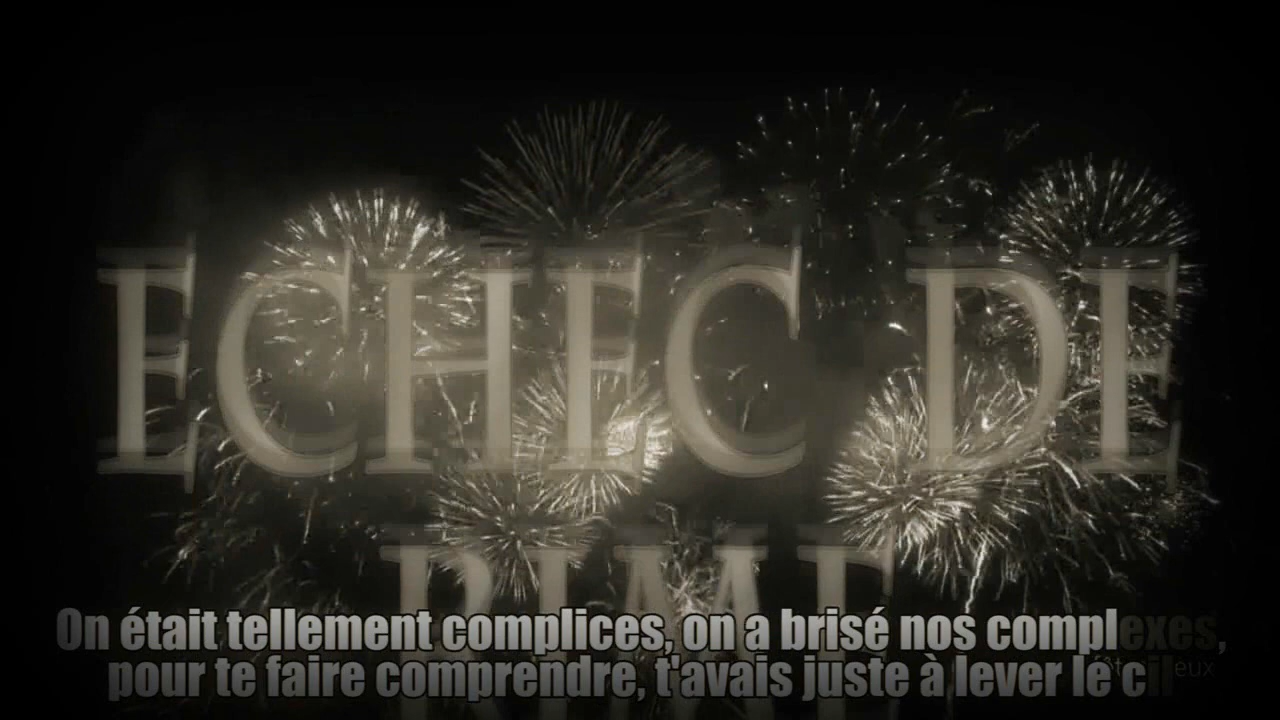 ECHEC DE
RIME
On était tellement complices, on a brisé nos complexes,
pour te faire comprendre, t'avais juste à lever le cil